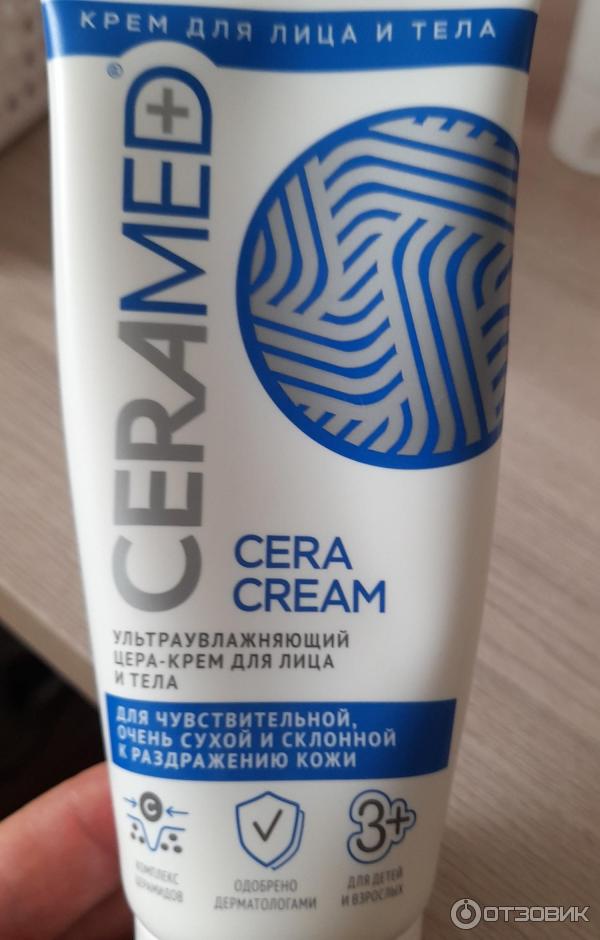 КРЕМ ДЛЯ ЛИЦА И ТЕЛА
CERAMED+
®
CERA
CREAM
УЛЬТРАУВЛАЖНЯЮЩИЙ
ЦЕРА-КРЕМ ДЛЯ ЛИЦА
И ТЕЛА
ДЛЯ ЧУВСТВИТЕЛЬНОЙ,
ОЧЕНЬ СУХОЙ И СКЛОННОЙ
К РАЗДРАЖЕНИЮ КОЖИ
C
КОМПЛЕКС
ЦЕРАМИДОВ
ОДОБРЕНО
ДЕРМАТОЛОГАМИ
3+
ДЛЯ ДЕТЕЙ
И ВЗРОСЛЫХ
ОТЗОВИК